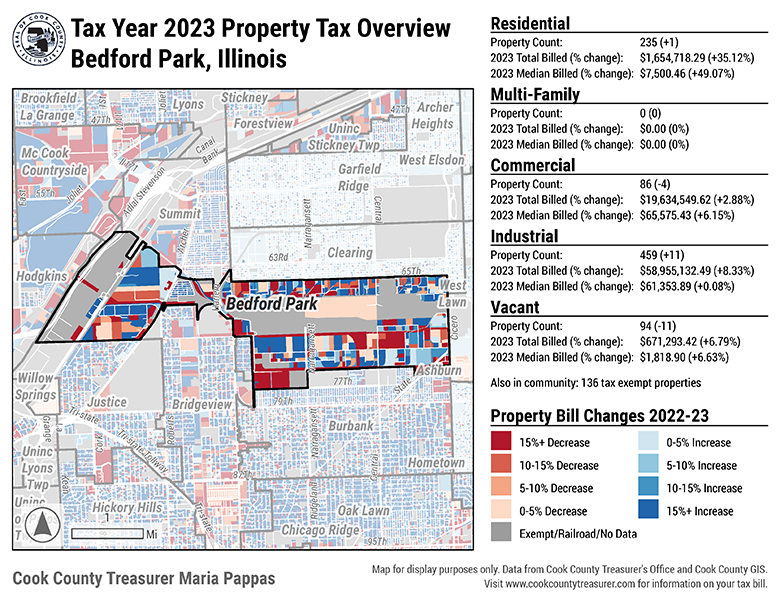 Tax Year 2023 Property Tax Overview
Bedford Park, Illinois
Residential
Property Count: 235 (+1)
2023 Total Billed (% change): $1,654,718.29 (+35.12%)
2023 Median Billed (% change): $7,500.46 (+49.07%)
Multi-Family
Property Count: 0 (0)
2023 Total Billed (% change): $0.00 (0%)
2023 Median Billed (% change): $0.00 (0%)
Commercial
Property Count: 86 (-4)
2023 Total Billed (% change): $19,634,549.62 (+2.88%)
2023 Median Billed (% change): $65,575.43 (+6.15%)
Industrial
Property Count: 459 (+11)
2023 Total Billed (% change): $58,955,132.49 (+8.33%)
2023 Median Billed (% change): $61,353.89 (+0.08%)
Vacant
Property Count: 94 (-11)
2023 Total Billed (% change): $671,293.42 (+6.79%)
2023 Median Billed (% change): $1,818.90 (+6.63%)
Also in community: 136 tax exempt properties
Property Bill Changes 2022-23
15%+ Decrease
10-15% Decrease
5-10% Decrease
0-5% Decrease
Exempt/Railroad/No Data
0-5% Increase
5-10% Increase
10-15% Increase
15%+ Increase
Brookfield
La Grange
47Th
Joliet
Lyons
Stickney
47Th
Archer
Heights
Forestview
Uninc
Stickney Twp
Canal
Bank
Mc Cook
Countryside
55Th
East
Joliet
Adlai Stevenson
West Elsdon
Garfield
Ridge
Summit
Archer
Narragansett
Central
63Rd
Clearing
65Th
Hodgkins
Bedford Park
West
Lawn
Narragansett
Cicero
Willow
Springs
Justice
Bridgeview
77Th
79Th
State
Ashburn
La
Grange
Tri-state
Tri-state Tollway
Cork
Roberts
Burbank
Narragansett
Central
Uninc
Lyons
Twp
87Th
Hometown
Uninc
o
T
Hickory Hills
Tri-state
Ridgeland
Oak Lawn
Chicago Ridge
95Th
1
Mi
Cook County Treasurer Maria Pappas
Map for display purposes only. Data from Cook County Treasurer's Office and Cook County GIS.
Visit www.cookcountytreasurer.com for information on your tax bill.